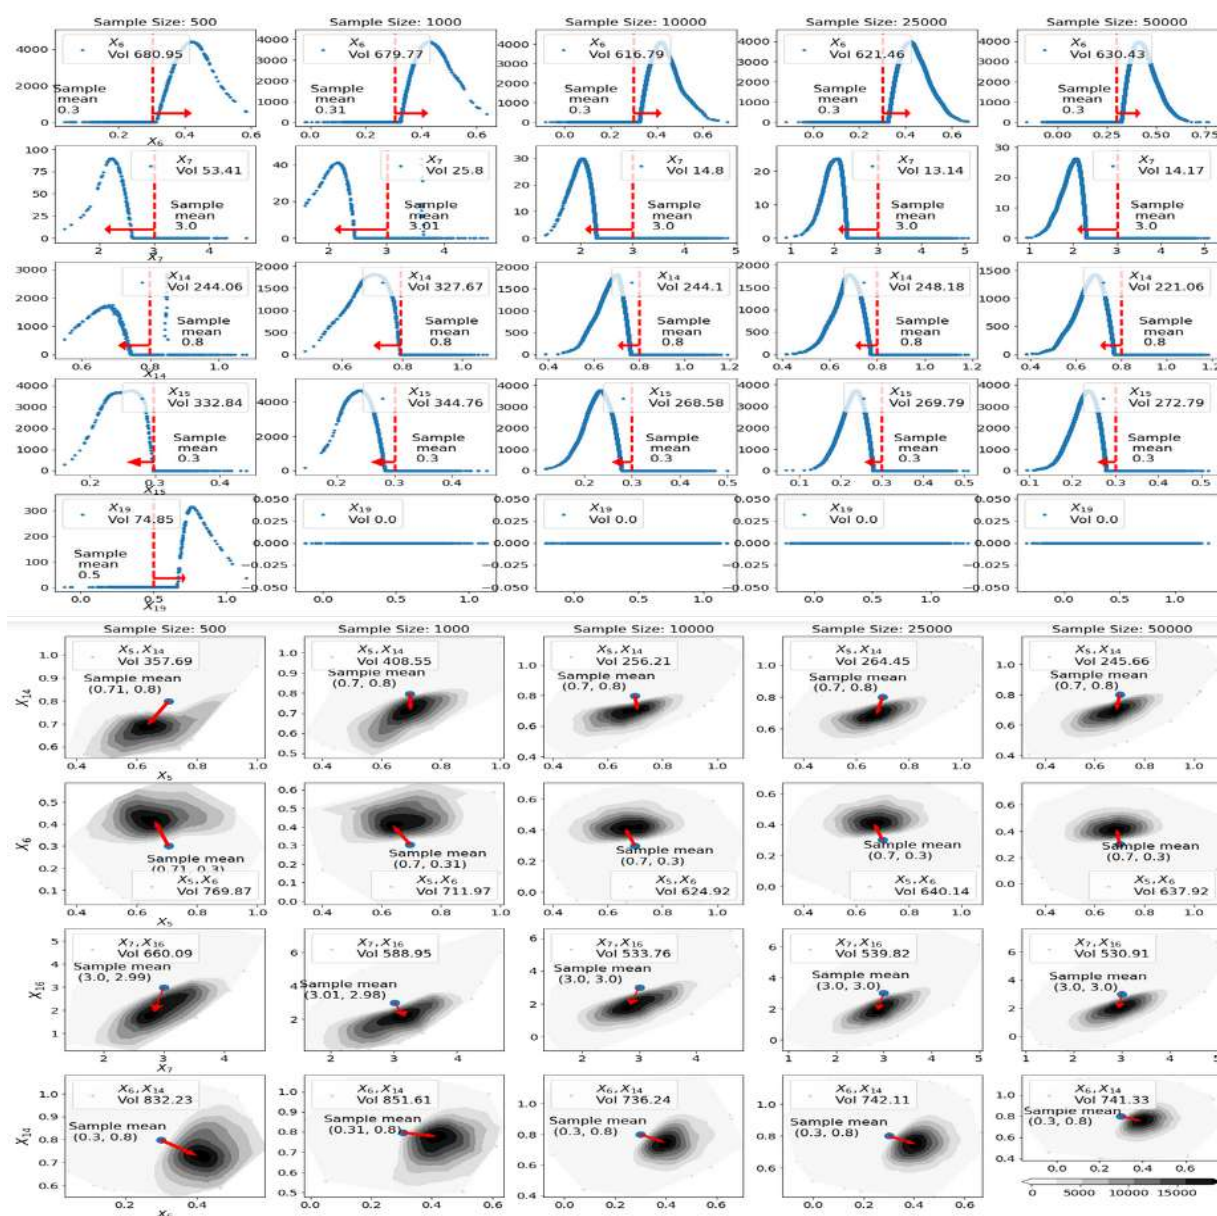 Sample Size: 500
Sample Size: 1000
Sample Size: 10000
Sample Size: 25000
Sample Size: 50000
X6
Vol 680.95
Sample mean 0.3
X6
Vol 679.77
Sample mean 0.31
X6
Vol 616.79
Sample mean 0.3
X6
Vol 621.46
Sample mean 0.3
X6
Vol 630.43
Sample mean 0.3
X6
X7
Vol 53.41
Sample mean 3.0
X7
Vol 25.8
Sample mean 3.01
X7
Vol 14.8
Sample mean 3.0
X7
Vol 13.14
Sample mean 3.0
X7
Vol 14.17
Sample mean 3.0
X7
X14
Vol 244.06
Sample mean 0.8
X14
Vol 327.67
Sample mean 0.8
X14
Vol 244.1
Sample mean 0.8
X14
Vol 248.18
Sample mean 0.8
X14
Vol 221.06
Sample mean 0.8
X14
X15
Vol 332.84
Sample mean 0.3
X15
Vol 344.76
Sample mean 0.3
X15
Vol 268.58
Sample mean 0.3
X15
Vol 269.79
Sample mean 0.3
X15
Vol 272.79
Sample mean 0.3
X15
X19
Vol 74.85
Sample mean 0.5
X19
Vol 0.0
X19
Vol 0.0
X19
Vol 0.0
X19
Vol 0.0
X19
Sample Size: 500
Sample Size: 1000
Sample Size: 10000
Sample Size: 25000
Sample Size: 50000
X14
X5, X14
Vol 357.69
Sample mean
(0.71, 0.8)
X5, X14
Vol 408.55
Sample mean
(0.7, 0.8)
X5, X14
Vol 256.21
Sample mean
(0.7, 0.8)
X5, X14
Vol 264.45
Sample mean
(0.7, 0.8)
X5, X14
Vol 245.66
Sample mean
(0.7, 0.8)
X5
X6
Sample mean
(0.71, 0.3)
X5, X6
Vol 769.87
Sample mean
(0.7, 0.31)
X5, X6
Vol 711.97
Sample mean
(0.7, 0.3)
X5, X6
Vol 624.92
Sample mean
(0.7, 0.3)
X5, X6
Vol 640.14
Sample mean
(0.7, 0.3)
X5, X6
Vol 637.92
X5
X16
X7, X16
Vol 660.09
Sample mean
(3.0, 2.99)
X7, X16
Vol 588.95
Sample mean
(3.01, 2.98)
X7, X16
Vol 533.76
Sample mean
(3.0, 3.0)
X7, X16
Vol 539.82
Sample mean
(3.0, 3.0)
X7, X16
Vol 530.91
Sample mean
(3.0, 3.0)
X7
X14
X6, X14
Vol 832.23
Sample mean
(0.3, 0.8)
X6, X14
Vol 851.61
Sample mean
(0.31, 0.8)
X6, X14
Vol 736.24
Sample mean
(0.3, 0.8)
X6, X14
Vol 742.11
Sample mean
(0.3, 0.8)
X6, X14
Vol 741.33
Sample mean
(0.3, 0.8)
0 5000 10000 15000